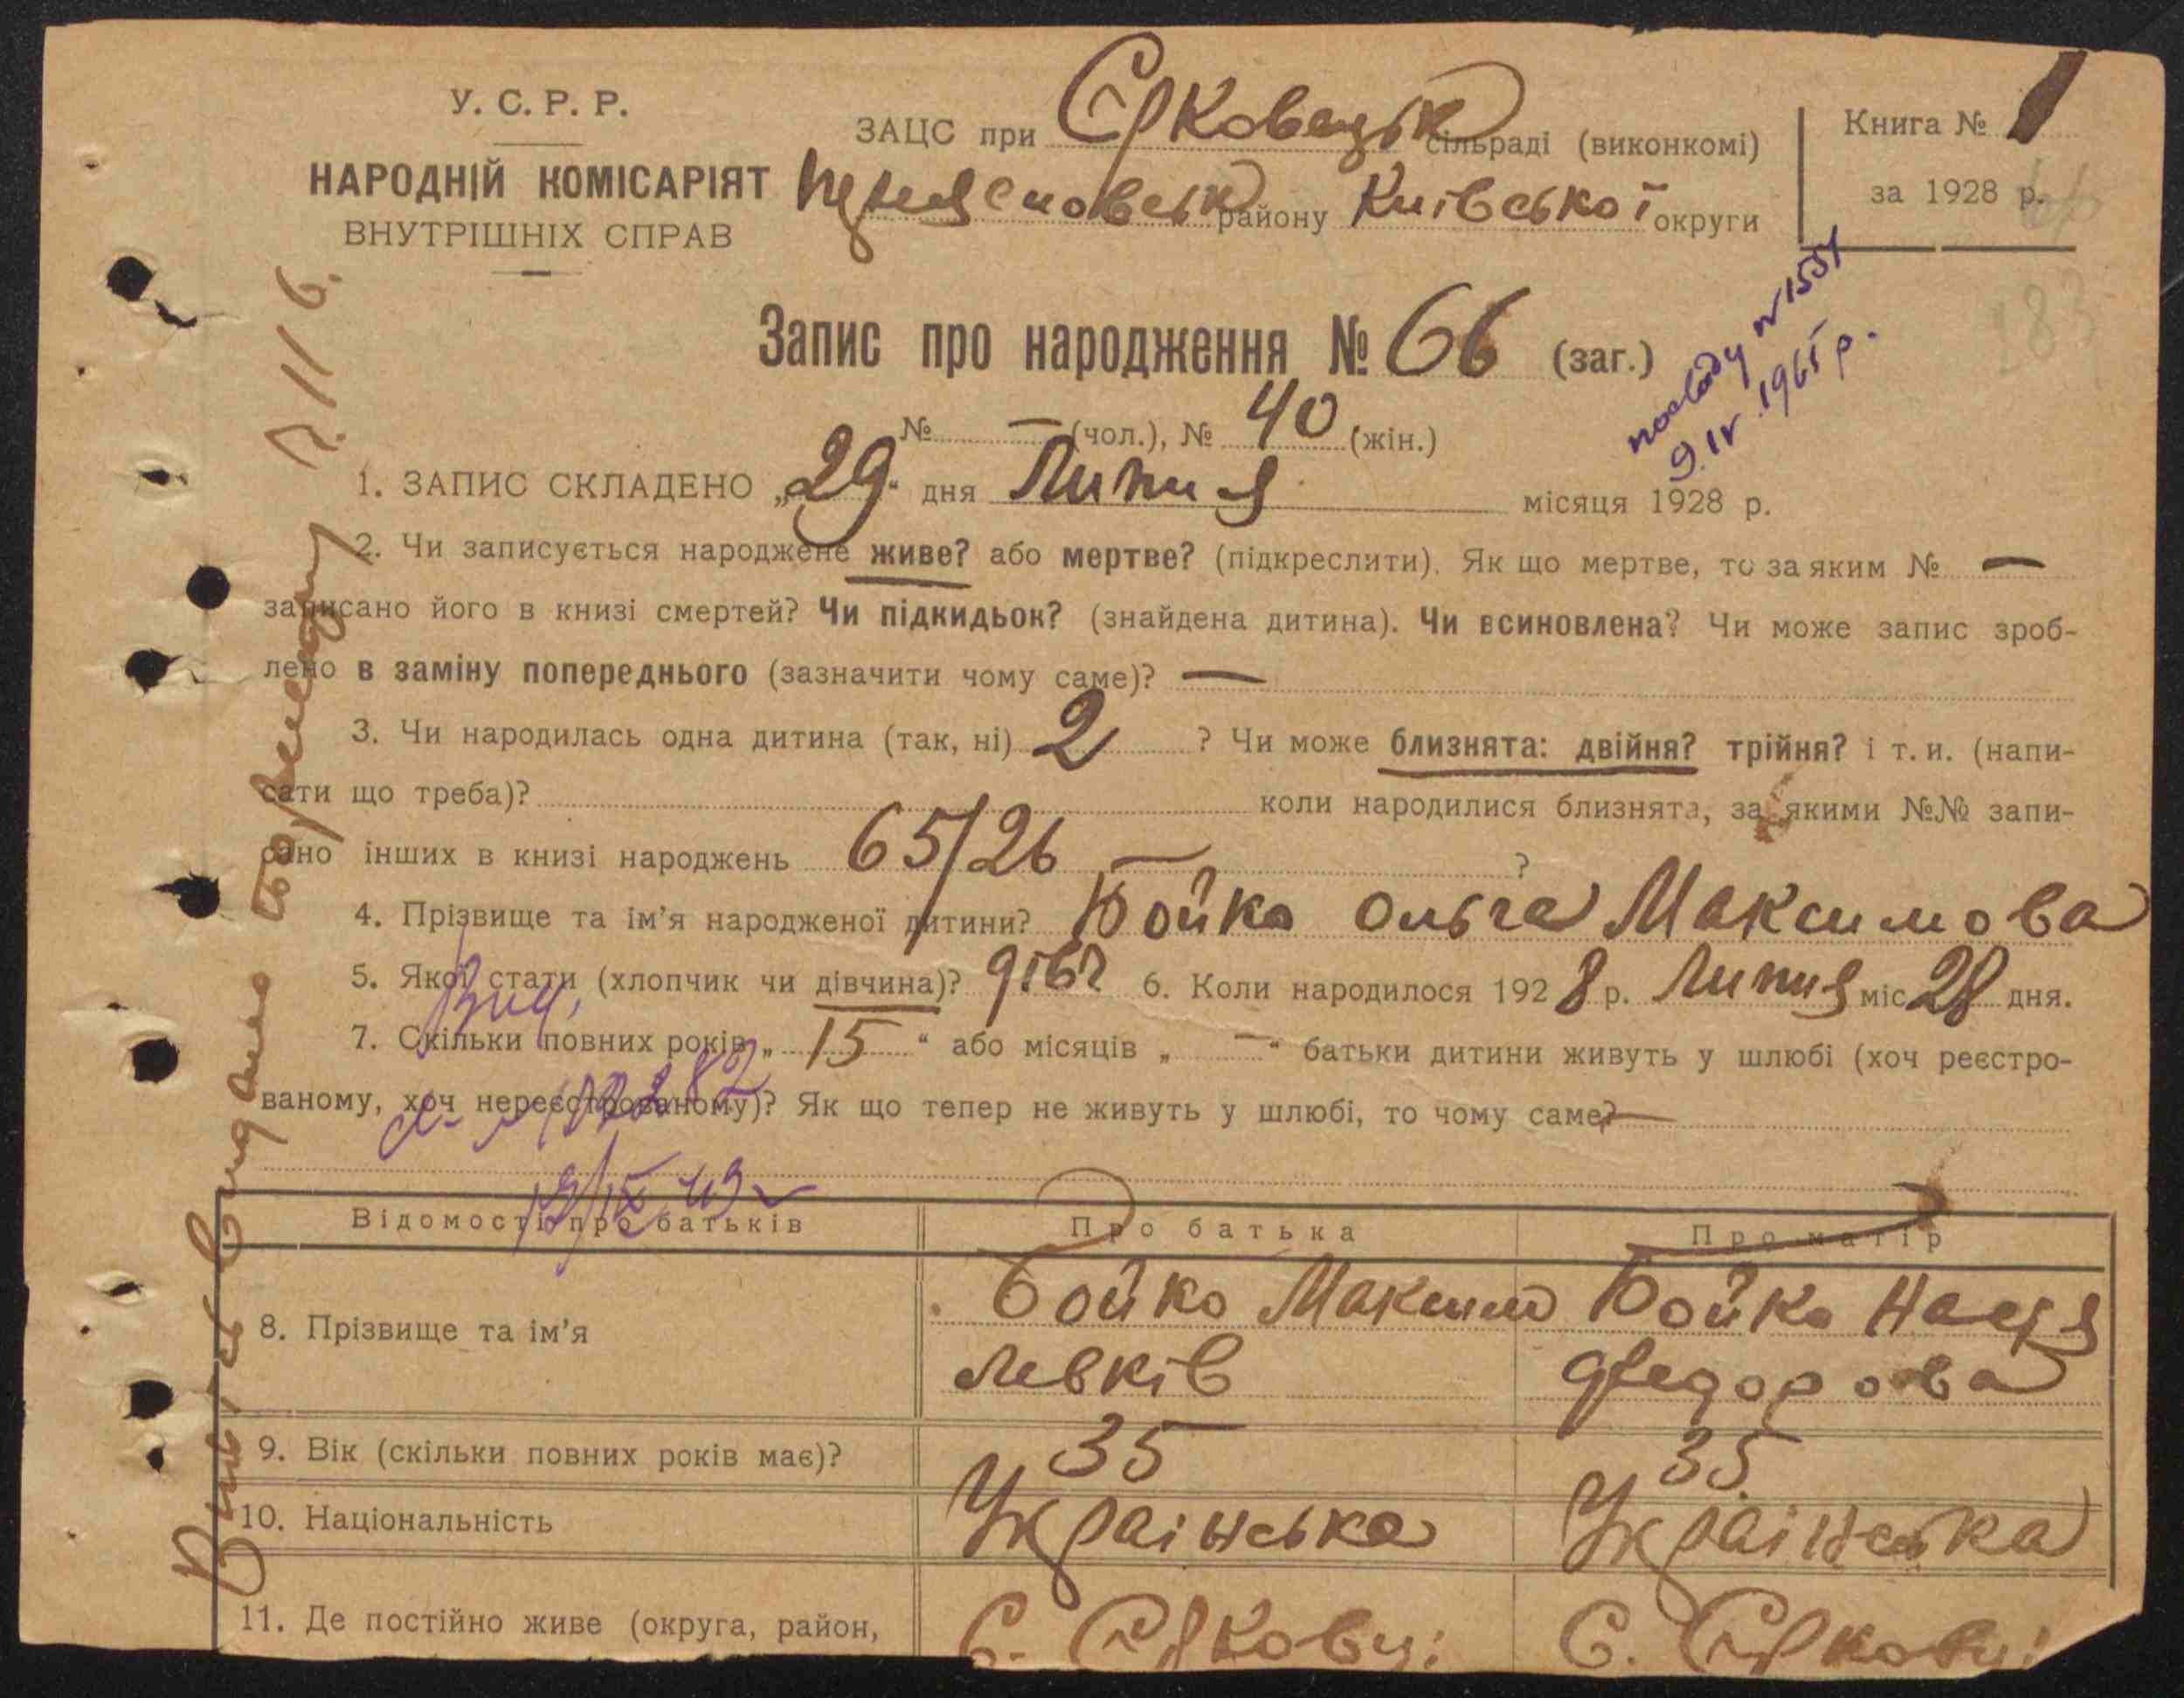 У. С. Р. Р.
НАРОДНІЙ КОМІСАРІЯТ
ВНУТРІШНІХ СПРАВ
ЗАЦС при Єрковецьк сільраді (виконкомі)
району Київської округи
Книга № 1
за 1928 р.
Запис про народження № 66 (заг.)
№ — (чол.), № 40 (жін.)
9.IV.1965 р.
1. ЗАПИС СКЛАДЕНО „29“ дня Липня місяця 1928 р.
2. Чи записується народжене живе? або мертве? (підкреслити). Як що мертве, то за яким № —
записано його в книзі смертей? Чи підкидьок? (знайдена дитина). Чи всиновлена? Чи може запис зроб-
лено в заміну попереднього (зазначити чому саме)? —
3. Чи народилась одна дитина (так, ні) 2 ? Чи може близнята: двійня? трійня? і т. и. (напи-
сати що треба)? коли народилися близнята, за якими №№ запи-
сано інших в книзі народжень 65/26 — ?
4. Прізвище та ім’я народженої дитини? Бойко Ольга Максимова
5. Якої стати (хлопчик чи дівчина)? дівч 6. Коли народилося 1928 р. Липня міс 28 дня.
7. Скільки повних років „15“ або місяців „—“ батьки дитини живуть у шлюбі (хоч реєстро-
ваному, хоч нереєстрованому)? Як що тепер не живуть у шлюбі, то чому саме? —
Відомості про батьків Про батька Про матір
8. Прізвище та ім’я Бойко Максим Бойко Настя
Левків Федорова
9. Вік (скільки повних років має)? 35 35
10. Національність Українська Українська
11. Де постійно живе (округа, район, С. Єрковці С. Єрковці